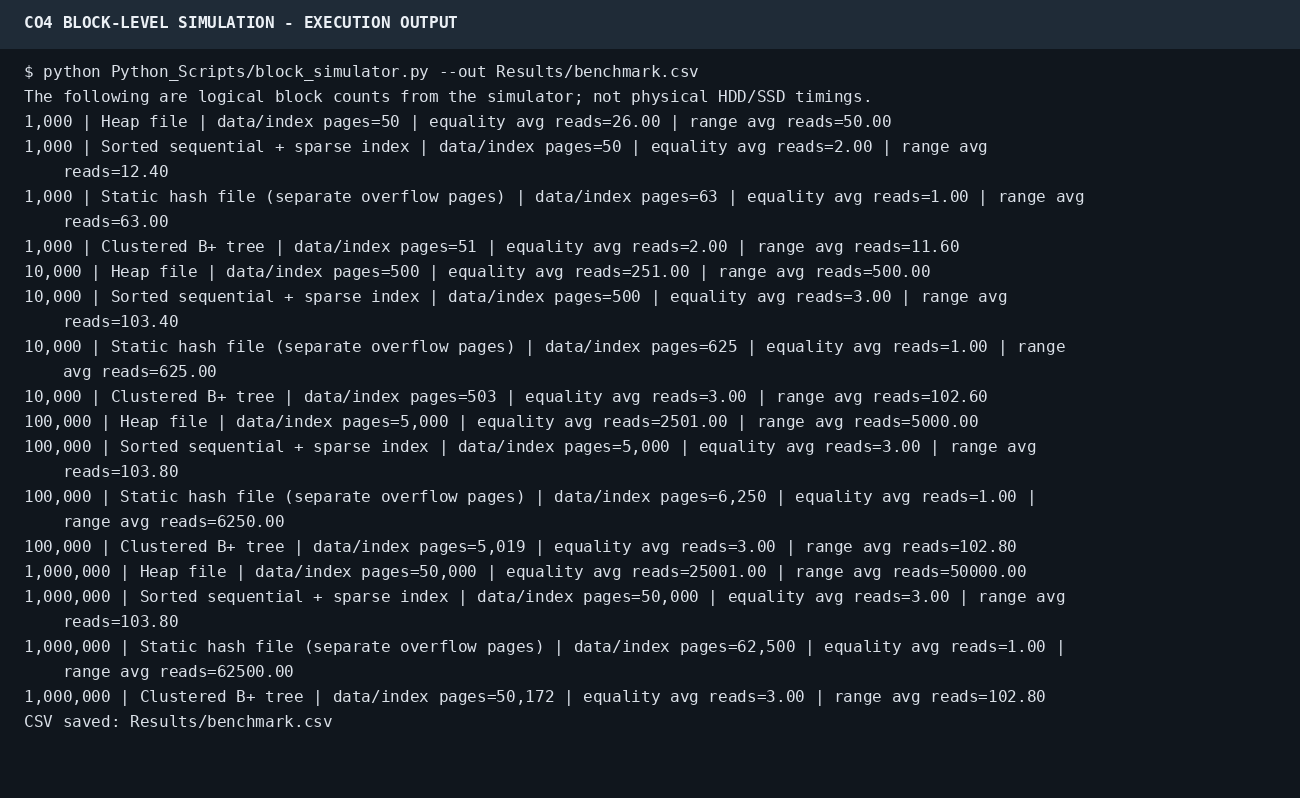 CO4 BLOCK-LEVEL SIMULATION - EXECUTION OUTPUT
$ python Python_Scripts/block_simulator.py --out Results/benchmark.csv
The following are logical block counts from the simulator; not physical HDD/SSD timings.
1,000 | Heap file | data/index pages=50 | equality avg reads=26.00 | range avg reads=50.00
1,000 | Sorted sequential + sparse index | data/index pages=50 | equality avg reads=2.00 | range avg
reads=12.40
1,000 | Static hash file (separate overflow pages) | data/index pages=63 | equality avg reads=1.00 | range avg
reads=63.00
1,000 | Clustered B+ tree | data/index pages=51 | equality avg reads=2.00 | range avg reads=11.60
10,000 | Heap file | data/index pages=500 | equality avg reads=251.00 | range avg reads=500.00
10,000 | Sorted sequential + sparse index | data/index pages=500 | equality avg reads=3.00 | range avg
reads=103.40
10,000 | Static hash file (separate overflow pages) | data/index pages=625 | equality avg reads=1.00 | range
avg reads=625.00
10,000 | Clustered B+ tree | data/index pages=503 | equality avg reads=3.00 | range avg reads=102.60
100,000 | Heap file | data/index pages=5,000 | equality avg reads=2501.00 | range avg reads=5000.00
100,000 | Sorted sequential + sparse index | data/index pages=5,000 | equality avg reads=3.00 | range avg
reads=103.80
100,000 | Static hash file (separate overflow pages) | data/index pages=6,250 | equality avg reads=1.00 |
range avg reads=6250.00
100,000 | Clustered B+ tree | data/index pages=5,019 | equality avg reads=3.00 | range avg reads=102.80
1,000,000 | Heap file | data/index pages=50,000 | equality avg reads=25001.00 | range avg reads=50000.00
1,000,000 | Sorted sequential + sparse index | data/index pages=50,000 | equality avg reads=3.00 | range avg
reads=103.80
1,000,000 | Static hash file (separate overflow pages) | data/index pages=62,500 | equality avg reads=1.00 |
range avg reads=62500.00
1,000,000 | Clustered B+ tree | data/index pages=50,172 | equality avg reads=3.00 | range avg reads=102.80
CSV saved: Results/benchmark.csv